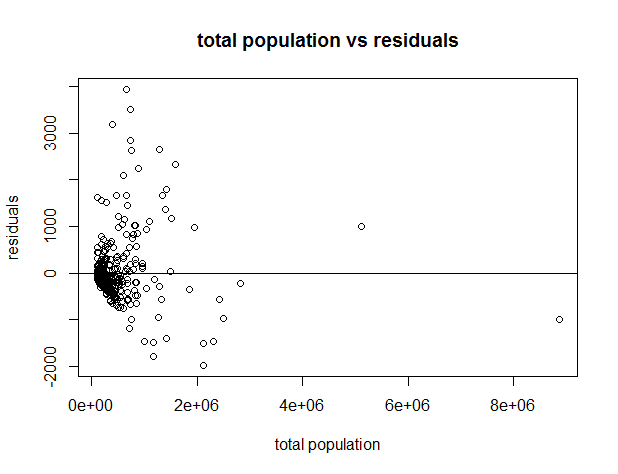 total population vs residuals
residuals
3000
1000
0
-2000
0e+00
2e+06
4e+06
6e+06
8e+06
total population